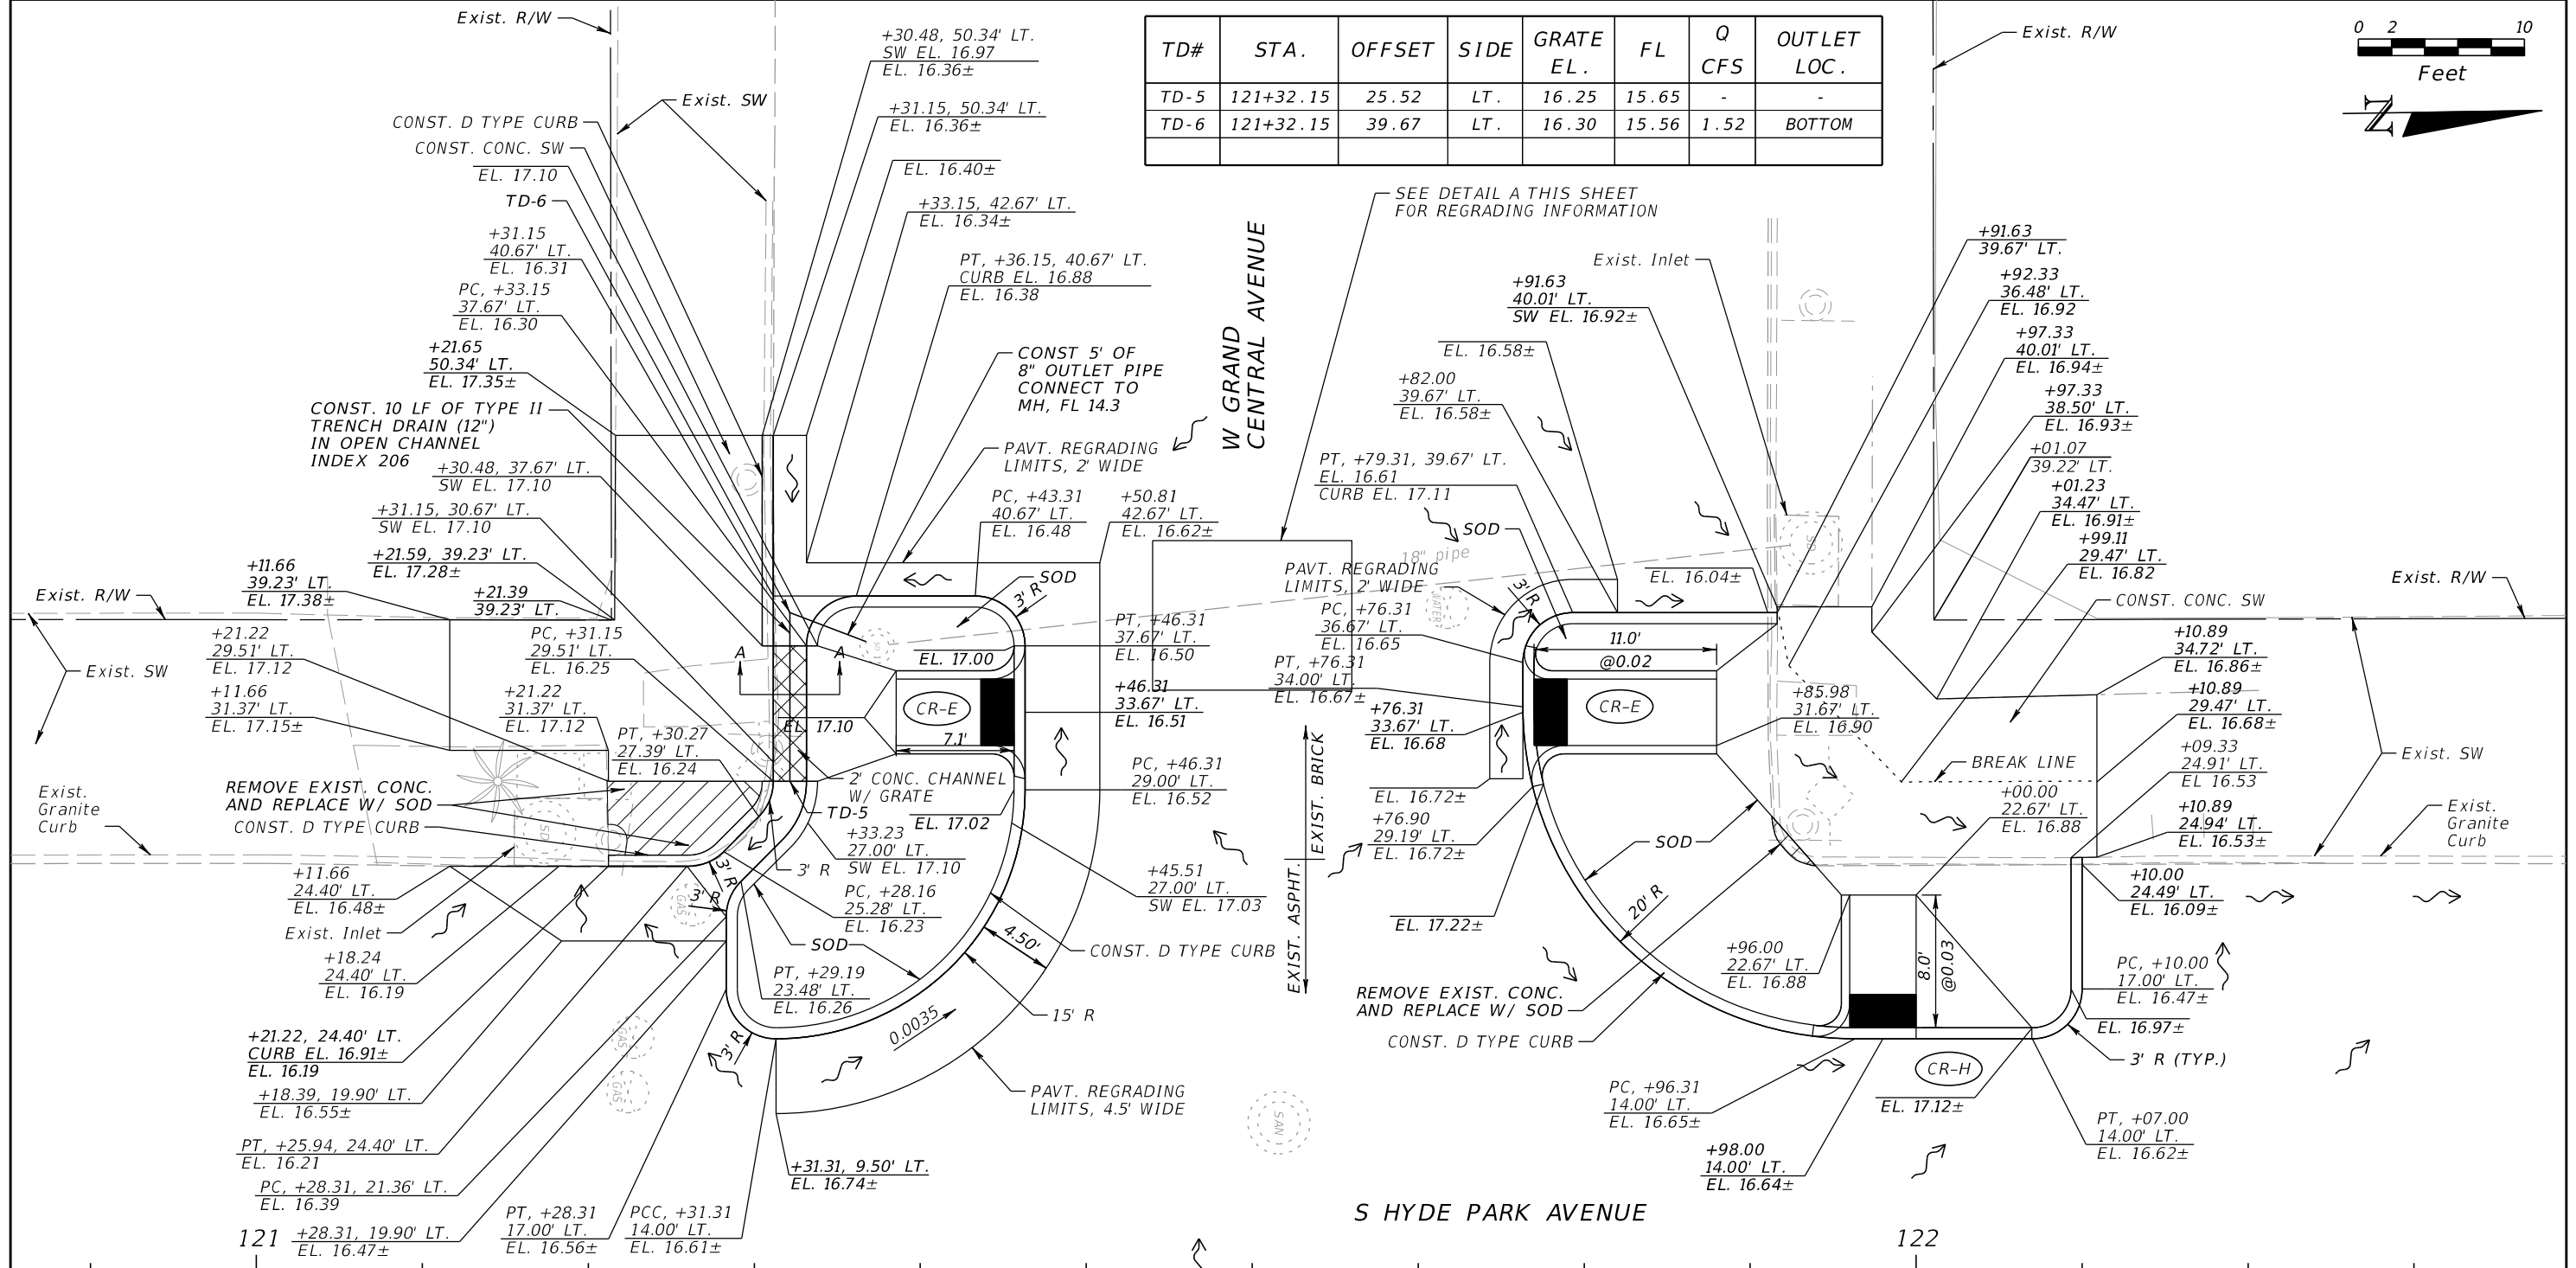 Exist. R/W
Exist. SW
CONST. D TYPE CURB
CONST. CONC. SW
EL. 17.10
TD-6
+31.15
40.67' LT.
EL. 16.31
PC, +33.15
37.67' LT.
EL. 16.30
+21.65
50.34' LT.
EL. 17.35±
CONST. 10 LF OF TYPE II
TRENCH DRAIN (12")
IN OPEN CHANNEL
INDEX 206
+30.48, 37.67' LT.
SW EL. 17.10
+31.15, 30.67' LT.
SW EL. 17.10
+21.59, 39.23' LT.
EL. 17.28±
+11.66
39.23' LT.
EL. 17.38±
+21.39
39.23' LT.
Exist. R/W
Exist. SW
+21.22
29.51' LT.
EL. 17.12
PC, +31.15
29.51' LT.
EL. 16.25
+11.66
31.37' LT.
EL. 17.15±
+21.22
31.37' LT.
EL. 17.12
PT, +30.27
27.39' LT.
EL. 16.24
REMOVE EXIST. CONC.
AND REPLACE W/ SOD
CONST. D TYPE CURB
Exist.
Granite
Curb
SD
+11.66
24.40' LT.
EL. 16.48±
Exist. Inlet
+18.24
24.40' LT.
EL. 16.19
+21.22, 24.40' LT.
CURB EL. 16.91±
EL. 16.19
+18.39, 19.90' LT.
EL. 16.55±
PT, +25.94, 24.40' LT.
EL. 16.21
PC, +28.31, 21.36' LT.
EL. 16.39
121
+28.31, 19.90' LT.
EL. 16.47±
PT, +28.31
17.00' LT.
EL. 16.56±
PCC, +31.31
14.00' LT.
EL. 16.61±
+31.31, 9.50' LT.
EL. 16.74±
+30.48, 50.34' LT.
SW EL. 16.97
EL. 16.36±
+31.15, 50.34' LT.
EL. 16.36±
EL. 16.40±
+33.15, 42.67' LT.
EL. 16.34±
PT, +36.15, 40.67' LT.
CURB EL. 16.88
EL. 16.38
CONST 5' OF
8" OUTLET PIPE
CONNECT TO
MH, FL 14.3
PAVT. REGRADING
LIMITS, 2' WIDE
PC, +43.31
40.67' LT.
EL. 16.48
+50.81
42.67' LT.
EL. 16.62±
SOD
3' R
PT, +46.31
37.67' LT.
EL. 16.50
EL. 17.00
A
A
CR-E
EL. 17.10
7.1'
+46.31
33.67' LT.
EL. 16.51
PC, +46.31
29.00' LT.
EL. 16.52
2' CONC. CHANNEL
W/ GRATE
TD-5
EL. 17.02
+33.23
27.00' LT.
SW EL. 17.10
3' R
3' R
3' R
GAS
PC, +28.16
25.28' LT.
EL. 16.23
+45.51
27.00' LT.
SW EL. 17.03
SOD
4.50'
CONST. D TYPE CURB
PT, +29.19
23.48' LT.
EL. 16.26
15' R
0.0035
3' R
GAS
GAS
PAVT. REGRADING
LIMITS, 4.5' WIDE
TD# STA. OFFSET SIDE GRATE EL. FL Q CFS OUTLET LOC.
TD-5 121+32.15 25.52 LT. 16.25 15.65 - -
TD-6 121+32.15 39.67 LT. 16.30 15.56 1.52 BOTTOM
SEE DETAIL A THIS SHEET
FOR REGRADING INFORMATION
W GRAND
CENTRAL AVENUE
Exist. Inlet
+91.63
40.01' LT.
SW EL. 16.92±
EL. 16.58±
+82.00
39.67' LT.
EL. 16.58±
PT, +79.31, 39.67' LT.
EL. 16.61
CURB EL. 17.11
SOD
18" pipe
PAVT. REGRADING
LIMITS, 2' WIDE
WATER
3' R
EL. 16.04±
SD
PC, +76.31
36.67' LT.
EL. 16.65
11.0'
@0.02
PT, +76.31
34.00' LT.
EL. 16.67±
CR-E
+76.31
33.67' LT.
EL. 16.68
+85.98
31.67' LT.
EL. 16.90
EXIST. BRICK
EXIST. ASPHT.
EL. 16.72±
+76.90
29.19' LT.
EL. 16.72±
SOD
20' R
EL. 17.22±
+96.00
22.67' LT.
EL. 16.88
8.0'
@0.03
REMOVE EXIST. CONC.
AND REPLACE W/ SOD
CONST. D TYPE CURB
SAN
CR-H
EL. 17.12±
PC, +96.31
14.00' LT.
EL. 16.65±
+98.00
14.00' LT.
EL. 16.64±
PT, +07.00
14.00' LT.
EL. 16.62±
S HYDE PARK AVENUE
122
0 2 10
Feet
N
Exist. R/W
+91.63
39.67' LT.
+92.33
36.48' LT.
EL. 16.92
+97.33
40.01' LT.
EL. 16.94±
+97.33
38.50' LT.
EL. 16.93±
+01.07
39.22' LT.
+01.23
34.47' LT.
EL. 16.91±
+99.11
29.47' LT.
EL. 16.82
Exist. R/W
CONST. CONC. SW
+10.89
34.72' LT.
EL. 16.86±
+10.89
29.47' LT.
EL. 16.68±
BREAK LINE
+09.33
24.91' LT.
EL 16.53
Exist. SW
+00.00
22.67' LT.
EL. 16.88
+10.89
24.94' LT.
EL. 16.53±
Exist.
Granite
Curb
+10.00
24.49' LT.
EL. 16.09±
PC, +10.00
17.00' LT.
EL. 16.47±
EL. 16.97±
3' R (TYP.)